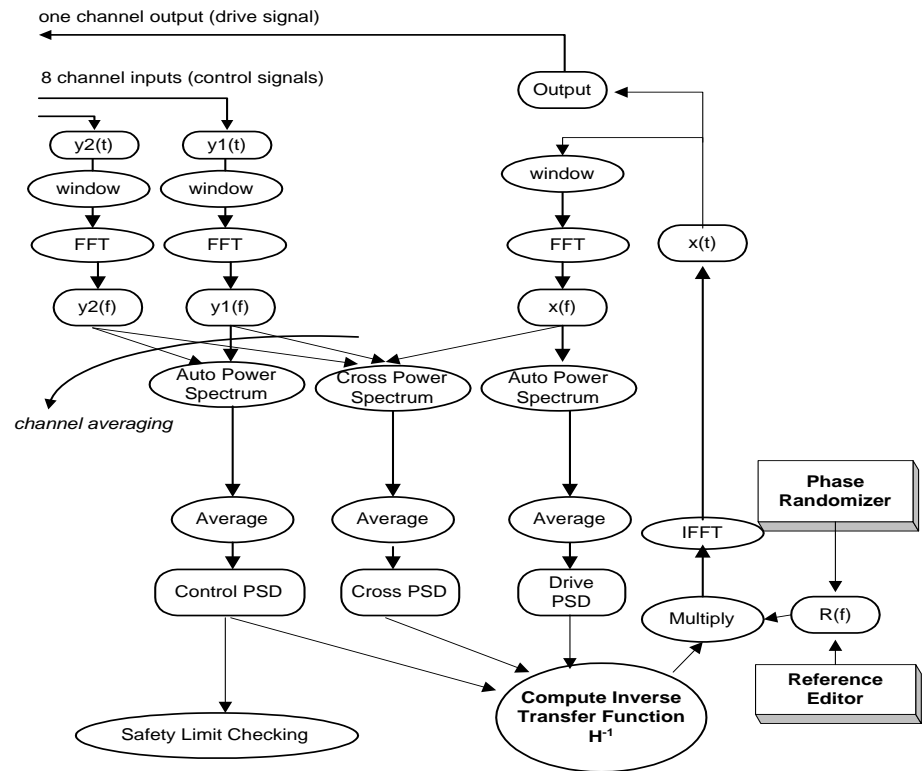 one channel output (drive signal)
8 channel inputs (control signals)
Output
y2(t)
y1(t)
window
window
window
FFT
FFT
FFT
x(t)
y2(f)
y1(f)
x(f)
Auto Power
Spectrum
Cross Power
Spectrum
Auto Power
Spectrum
channel averaging
Phase
Randomizer
Average
Average
Average
IFFT
Control PSD
Cross PSD
Drive
PSD
Multiply
R(f)
Compute Inverse
Transfer Function
H-1
Reference
Editor
Safety Limit Checking